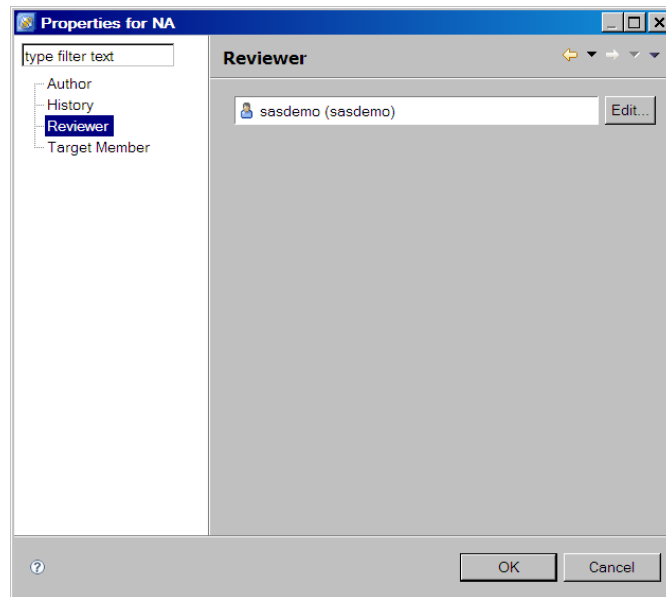 Properties for NA
type filter text
Author
History
Reviewer
Target Member
Reviewer
sasdemo (sasdemo)
Edit...
?
OK
Cancel